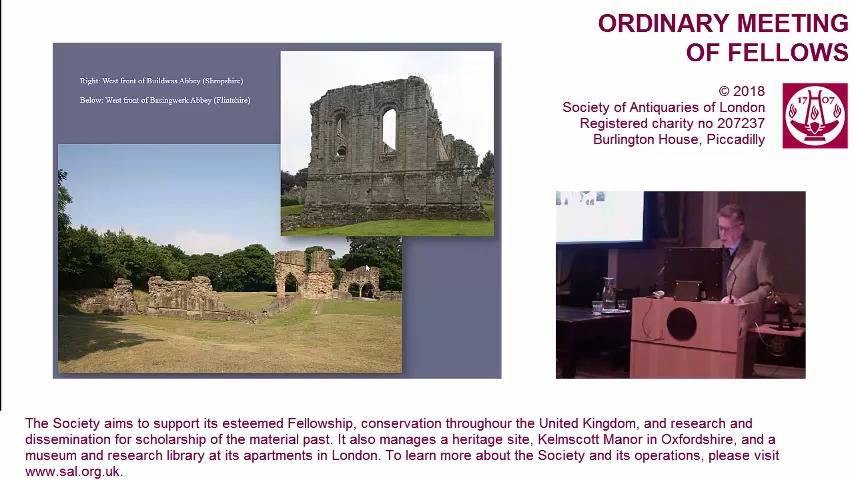 ORDINARY MEETING
OF FELLOWS
© 2018
Society of Antiquaries of London
Registered charity no 207237
Burlington House, Piccadilly
17 07
Right: West front of Buildwas Abbey (Shropshire)
Below: West front of Basingwerk Abbey (Flintshire)
The Society aims to support its esteemed Fellowship, conservation throughour the United Kingdom, and research and
dissemination for scholarship of the material past. It also manages a heritage site, Kelmscott Manor in Oxfordshire, and a
museum and research library at its apartments in London. To learn more about the Society and its operations, please visit
www.sal.org.uk.